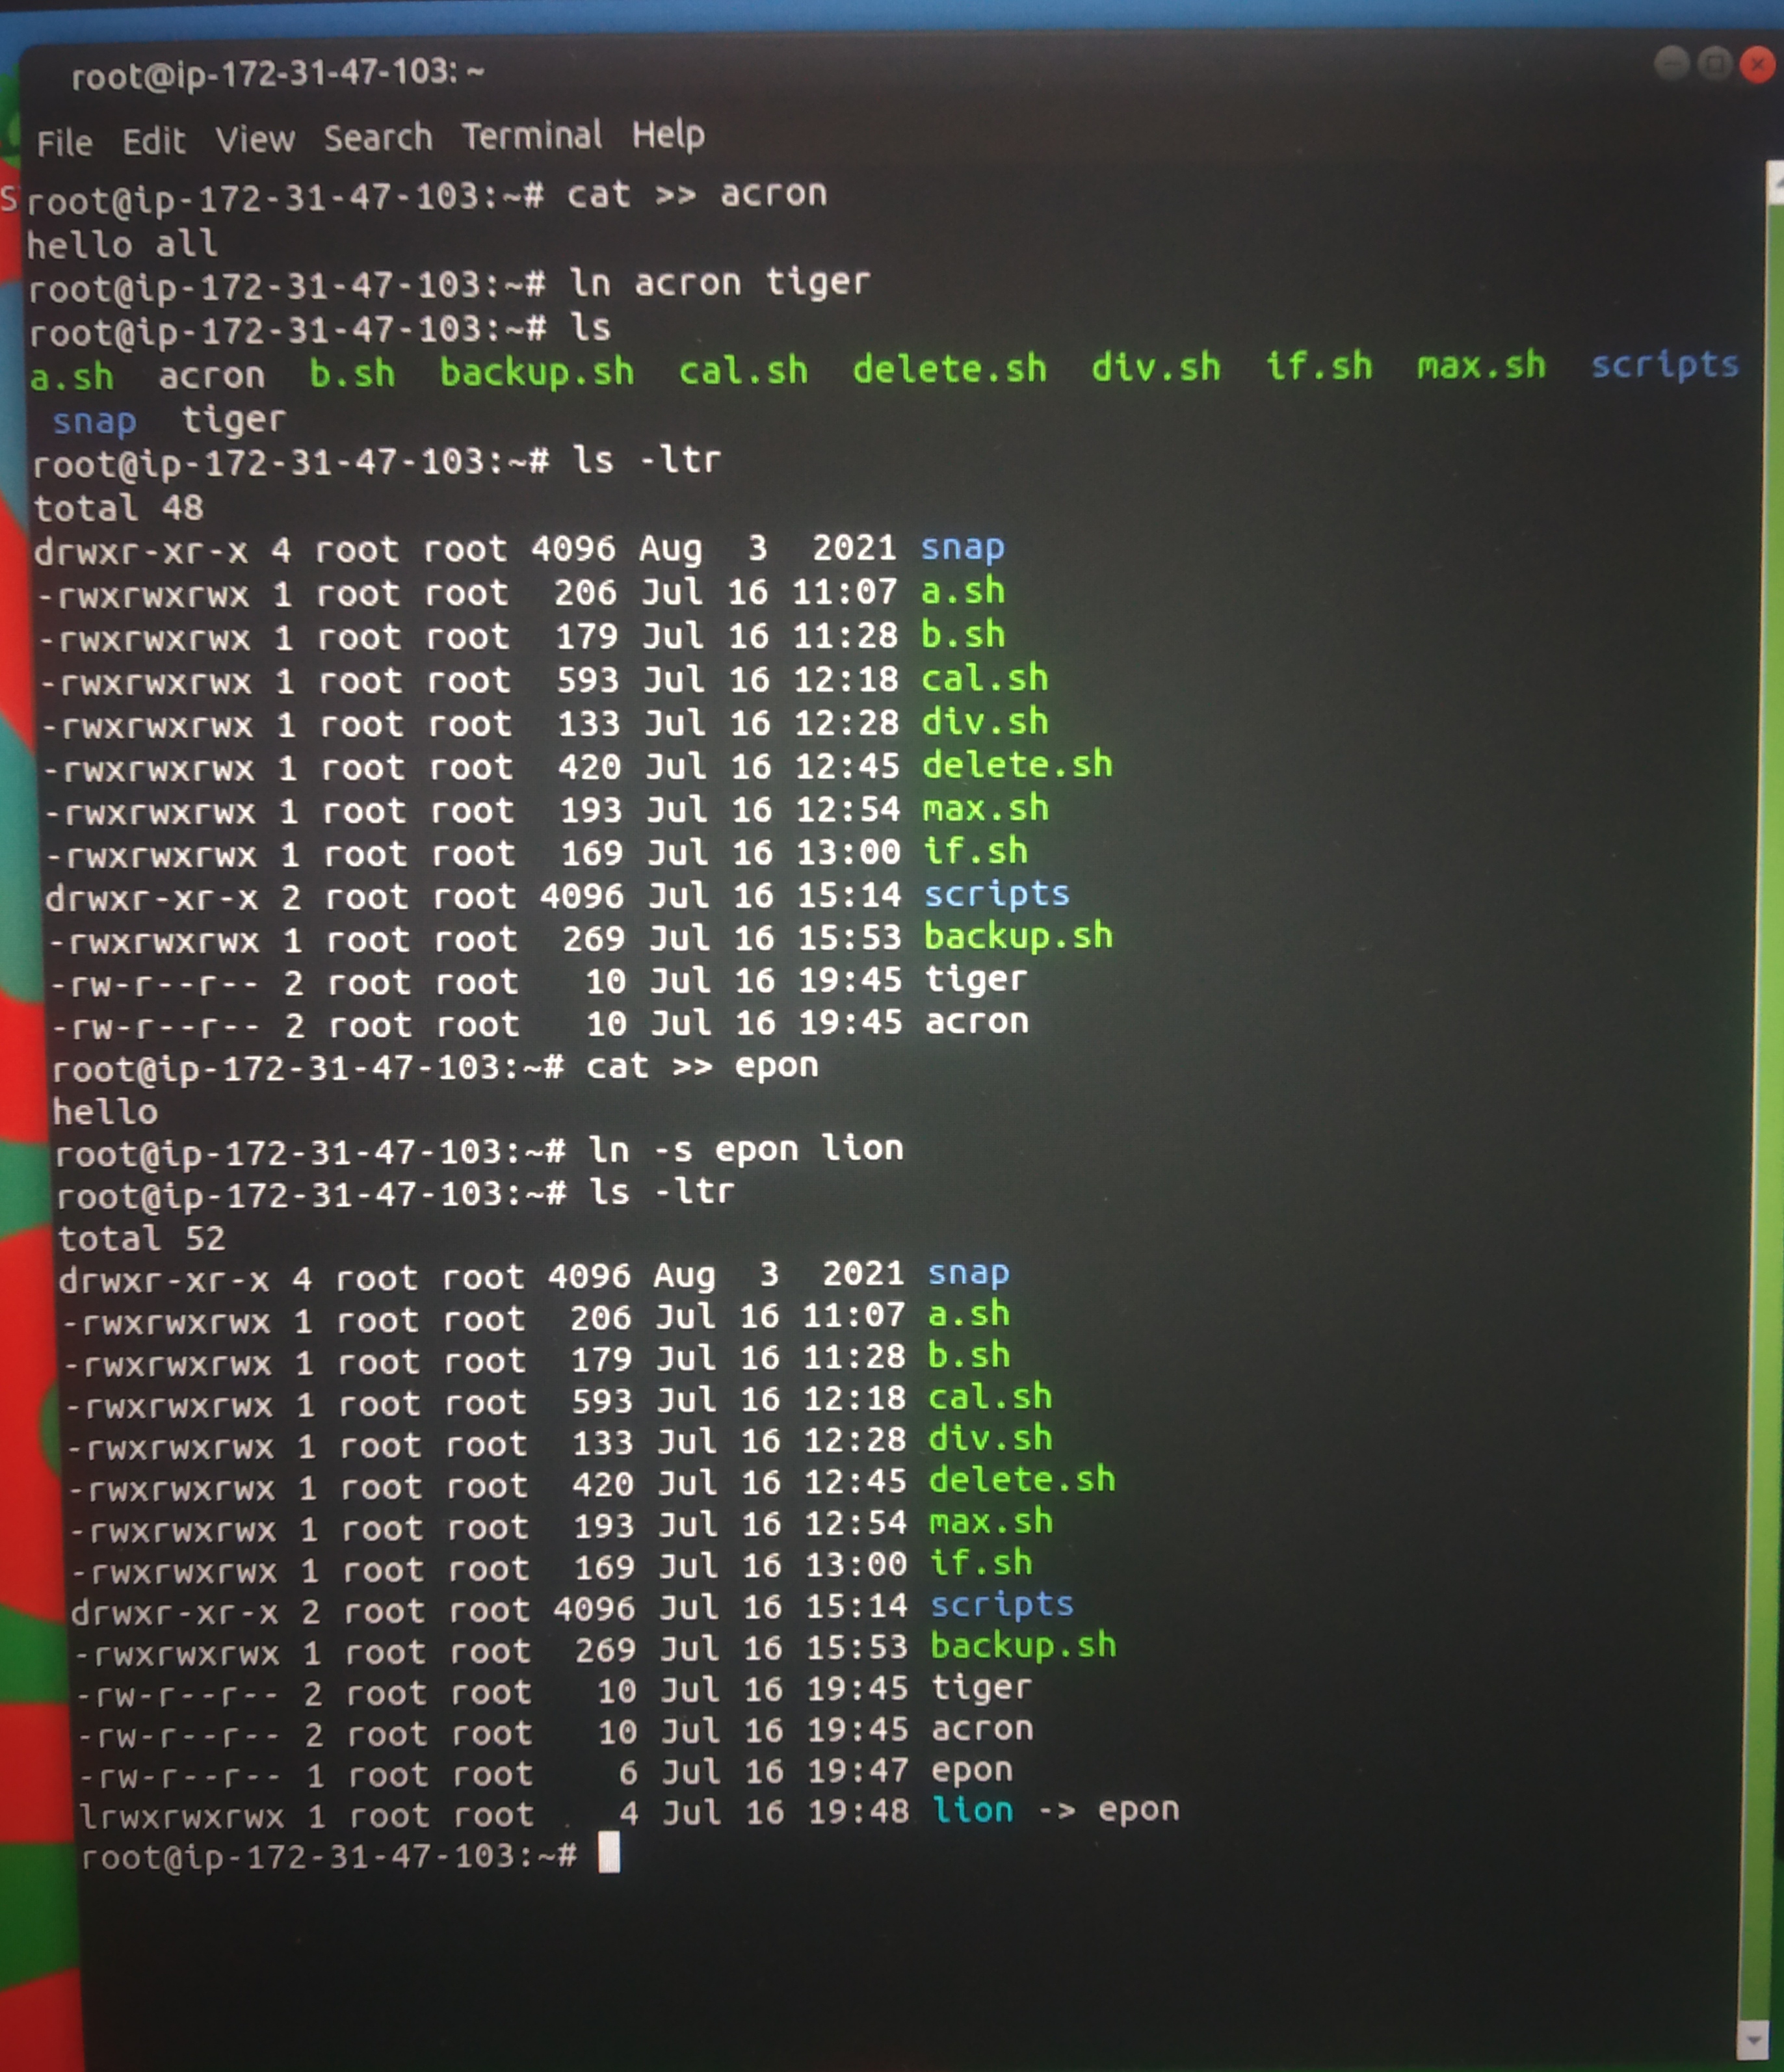 root@ip-172-31-47-103: ~
File Edit View Search Terminal Help
root@ip-172-31-47-103:~# cat >> acron
hello all
root@ip-172-31-47-103:~# ln acron tiger
root@ip-172-31-47-103:~# ls
a.sh acron b.sh backup.sh cal.sh delete.sh div.sh if.sh max.sh scripts
snap tiger
root@ip-172-31-47-103:~# ls -ltr
total 48
drwxr-xr-x 4 root root 4096 Aug 3 2021 snap
-rwxrwxrwx 1 root root 206 Jul 16 11:07 a.sh
-rwxrwxrwx 1 root root 179 Jul 16 11:28 b.sh
-rwxrwxrwx 1 root root 593 Jul 16 12:18 cal.sh
-rwxrwxrwx 1 root root 133 Jul 16 12:28 div.sh
-rwxrwxrwx 1 root root 420 Jul 16 12:45 delete.sh
-rwxrwxrwx 1 root root 193 Jul 16 12:54 max.sh
-rwxrwxrwx 1 root root 169 Jul 16 13:00 if.sh
drwxr-xr-x 2 root root 4096 Jul 16 15:14 scripts
-rwxrwxrwx 1 root root 269 Jul 16 15:53 backup.sh
-rw-r--r-- 2 root root 10 Jul 16 19:45 tiger
-rw-r--r-- 2 root root 10 Jul 16 19:45 acron
root@ip-172-31-47-103:~# cat >> epon
hello
root@ip-172-31-47-103:~# ln -s epon lion
root@ip-172-31-47-103:~# ls -ltr
total 52
drwxr-xr-x 4 root root 4096 Aug 3 2021 snap
-rwxrwxrwx 1 root root 206 Jul 16 11:07 a.sh
-rwxrwxrwx 1 root root 179 Jul 16 11:28 b.sh
-rwxrwxrwx 1 root root 593 Jul 16 12:18 cal.sh
-rwxrwxrwx 1 root root 133 Jul 16 12:28 div.sh
-rwxrwxrwx 1 root root 420 Jul 16 12:45 delete.sh
-rwxrwxrwx 1 root root 193 Jul 16 12:54 max.sh
-rwxrwxrwx 1 root root 169 Jul 16 13:00 if.sh
drwxr-xr-x 2 root root 4096 Jul 16 15:14 scripts
-rwxrwxrwx 1 root root 269 Jul 16 15:53 backup.sh
-rw-r--r-- 2 root root 10 Jul 16 19:45 tiger
-rw-r--r-- 2 root root 10 Jul 16 19:45 acron
-rw-r--r-- 1 root root 6 Jul 16 19:47 epon
lrwxrwxrwx 1 root root 4 Jul 16 19:48 lion -> epon
root@ip-172-31-47-103:~#